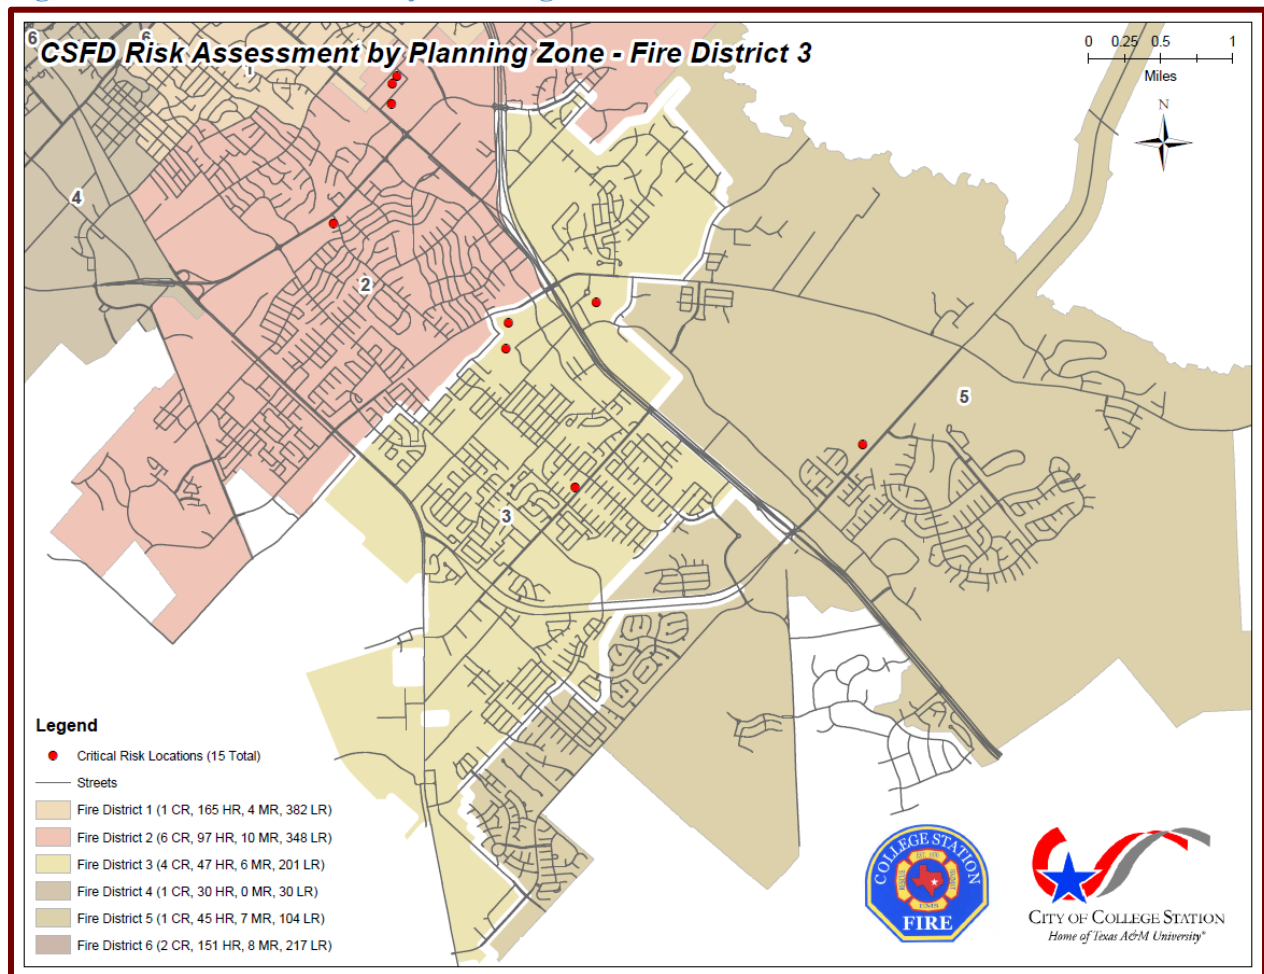 CSFD Risk Assessment by Planning Zone - Fire District 3
0 0.25 0.5 1
Miles
N
6
6
1
4
2
5
3
Legend
Critical Risk Locations (15 Total)
Streets
Fire District 1 (1 CR, 165 HR, 4 MR, 382 LR)
Fire District 2 (6 CR, 97 HR, 10 MR, 348 LR)
Fire District 3 (4 CR, 47 HR, 6 MR, 201 LR)
Fire District 4 (1 CR, 30 HR, 0 MR, 30 LR)
Fire District 5 (1 CR, 45 HR, 7 MR, 104 LR)
Fire District 6 (2 CR, 151 HR, 8 MR, 217 LR)
COLLEGE STATION
RESCUE
EMS
FIRE
CITY OF COLLEGE STATION
Home of Texas A&M University®